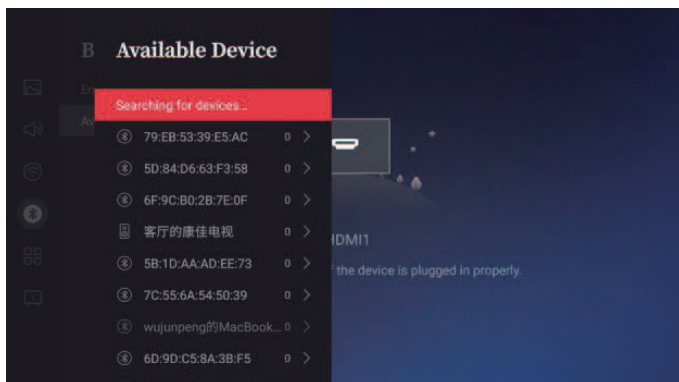 B Available Device
En
Searching for devices...
Av
79:EB:53:39:E5:AC 0
5D:84:D6:63:F3:58 0
6F:9C:B0:2B:7E:0F 0
客厅的康佳电视 0
5B:1D:AA:AD:EE:73 0
7C:55:6A:54:50:39 0
wujunpeng的MacBook... 0
6D:9D:C5:8A:3B:F5 0
HDMI1
the device is plugged in properly.